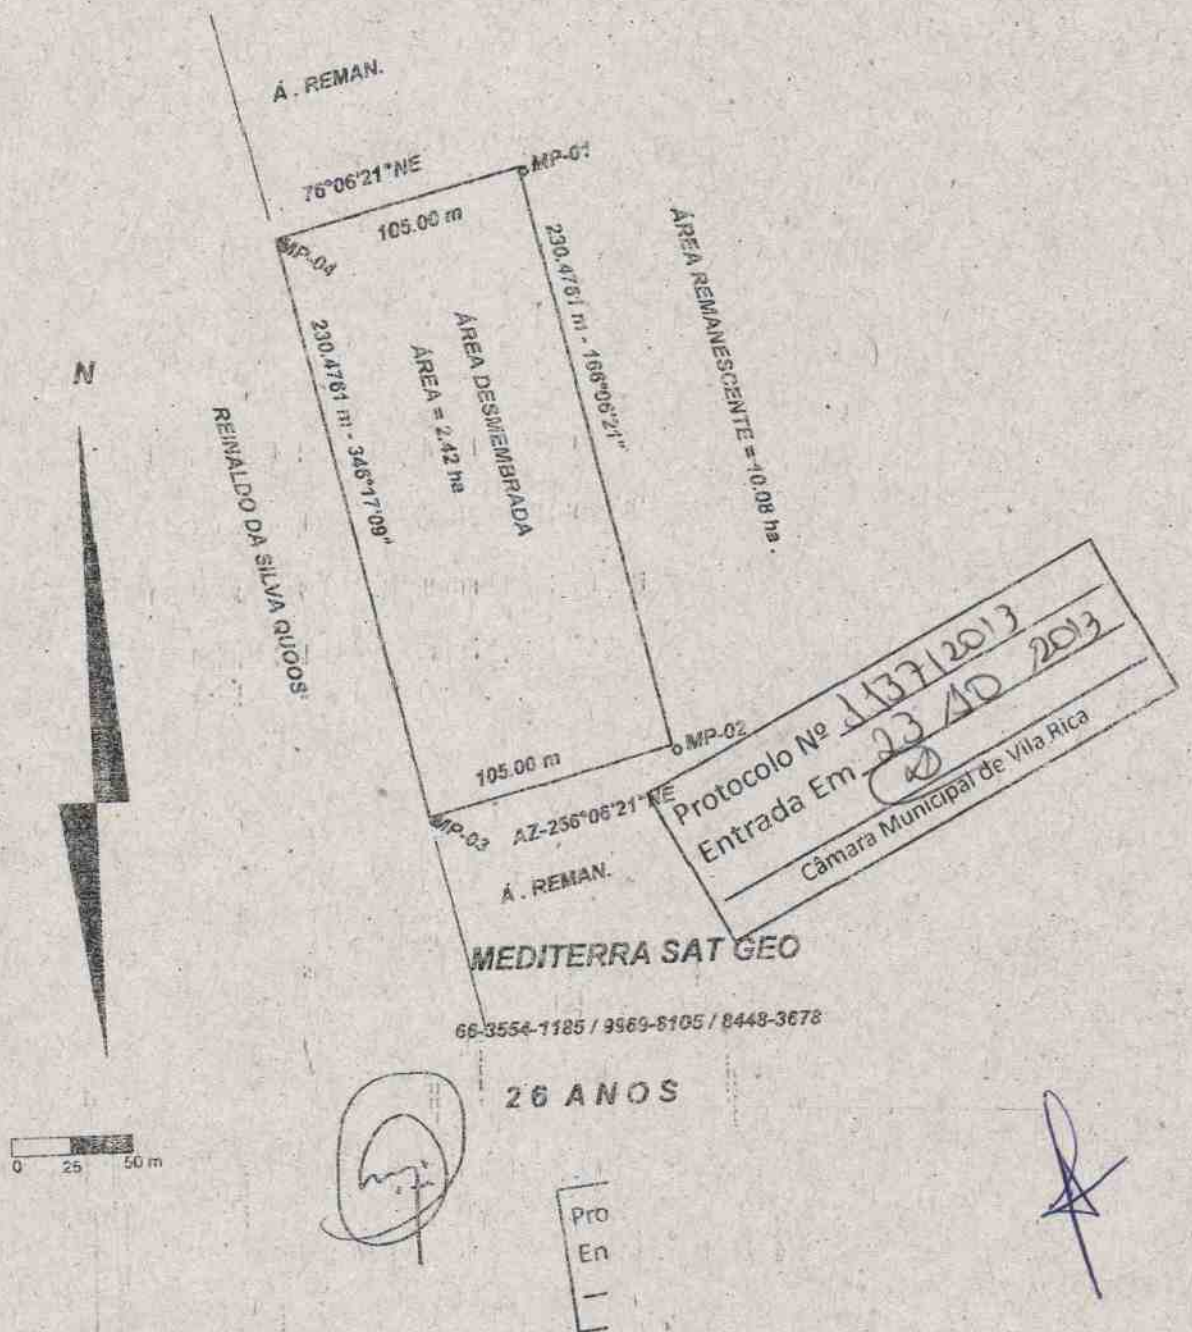 Á. REMAN.
76°06'21"NE
MP-01
105.00 m
MP-04
230.4761 m - 166°06'21"
ÁREA REMANESCENTE = 10.08 ha.
ÁREA DESMEMBRADA
ÁREA = 2.42 ha
230.4761 m - 346°17'09"
N
REINALDO DA SILVA QUOOS
MP-02
105.00 m
MP-03
AZ-256°06'21"NE
Á. REMAN.
Protocolo Nº 1137/2013
Entrada Em 23 10 2013
Câmara Municipal de Vila Rica
MEDITERRA SAT GEO
66-3554-1185 / 9969-8105 / 8448-3678
26 ANOS
0 25 50 m
Pro
En